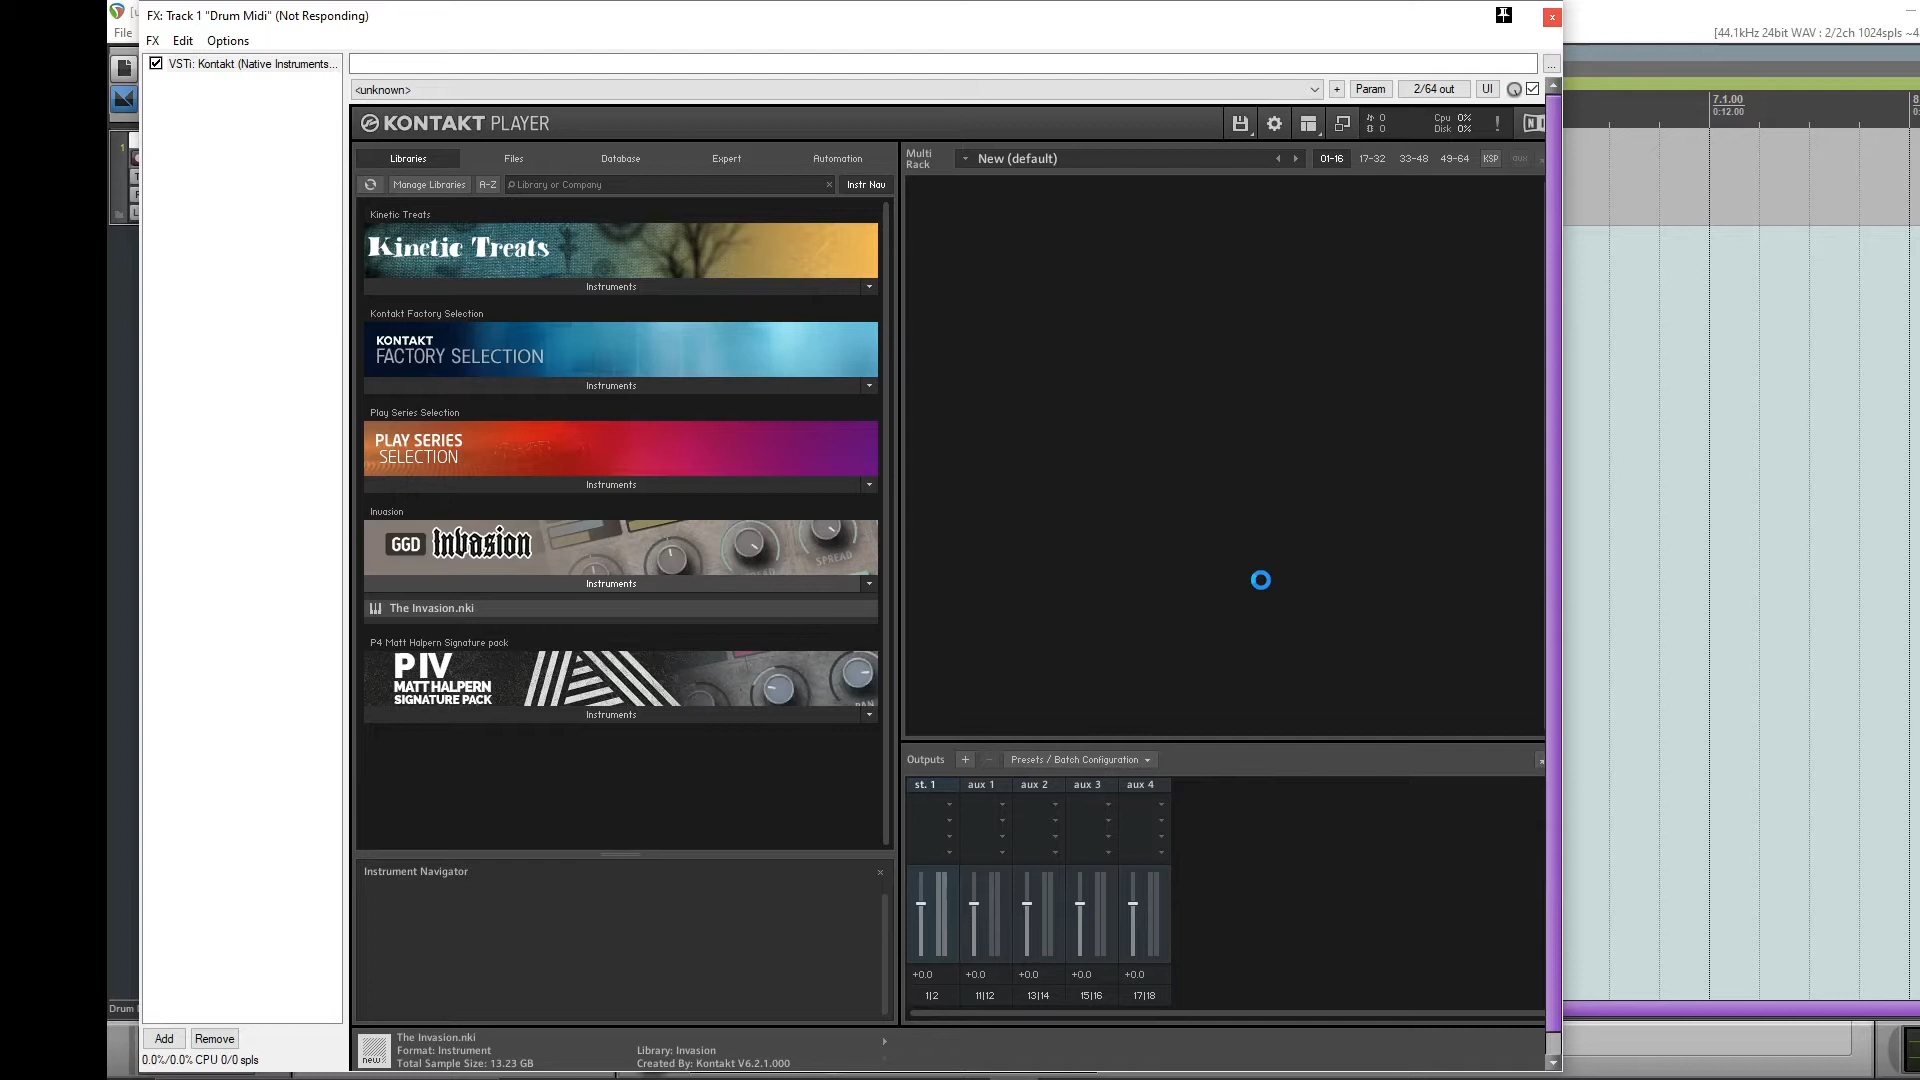 FX: Track 1 "Drum Midi" (Not Responding)
File
[44.1kHz 24bit WAV : 2/2ch 1024spls ~4
FX Edit Options
VSTi: Kontakt (Native Instruments...
...
<unknown>
+ Param 2/64 out UI
KONTAKT PLAYER
0
0
Cpu 0%
Disk 0%
!
7.1.00
0:12.00
8
Libraries Files Database Expert Automation
Multi
Rack
New (default)
01-16 17-32 33-48 49-64 KSP aux
Manage Libraries A-Z Library or Company × Instr Nav
1
Kinetic Treats
Kinetic Treats
Instruments
Kontakt Factory Selection
KONTAKT
FACTORY SELECTION
Instruments
Play Series Selection
PLAY SERIES
SELECTION
Instruments
Invasion
GGD Invasion
SPREAD
Instruments
The Invasion.nki
P4 Matt Halpern Signature pack
PIV
MATT HALPERN
SIGNATURE PACK
PAN
Instruments
Outputs + − Presets / Batch Configuration
st. 1 aux 1 aux 2 aux 3 aux 4
+0.0 +0.0 +0.0 +0.0 +0.0
1|2 11|12 13|14 15|16 17|18
Instrument Navigator ×
Drum
Add Remove
0.0%/0.0% CPU 0/0 spls
new
The Invasion.nki
Format: Instrument
Total Sample Size: 13.23 GB
Library: Invasion
Created By: Kontakt V6.2.1.000